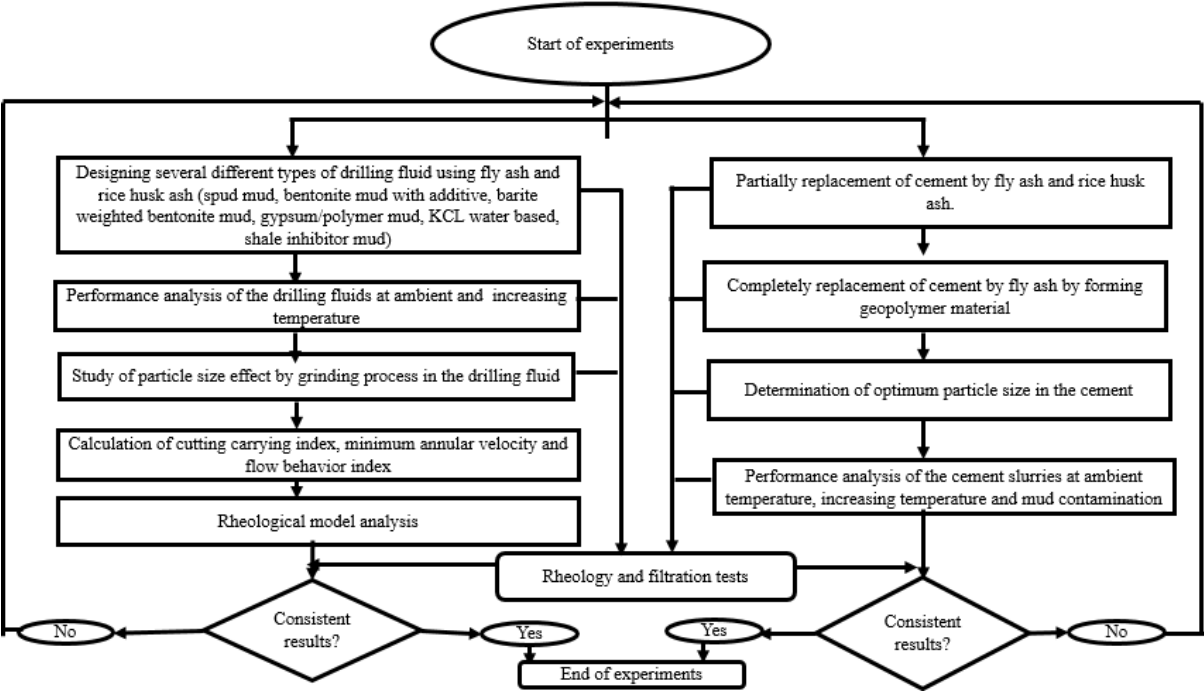 Start of experiments
Designing several different types of drilling fluid using fly ash and
rice husk ash (spud mud, bentonite mud with additive, barite
weighted bentonite mud, gypsum/polymer mud, KCL water based,
shale inhibitor mud)
Performance analysis of the drilling fluids at ambient and increasing
temperature
Study of particle size effect by grinding process in the drilling fluid
Calculation of cutting carrying index, minimum annular velocity and
flow behavior index
Rheological model analysis
Partially replacement of cement by fly ash and rice husk
ash.
Completely replacement of cement by fly ash by forming
geopolymer material
Determination of optimum particle size in the cement
Performance analysis of the cement slurries at ambient
temperature, increasing temperature and mud contamination
Rheology and filtration tests
Consistent
results?
No
Yes
Consistent
results?
Yes
No
End of experiments